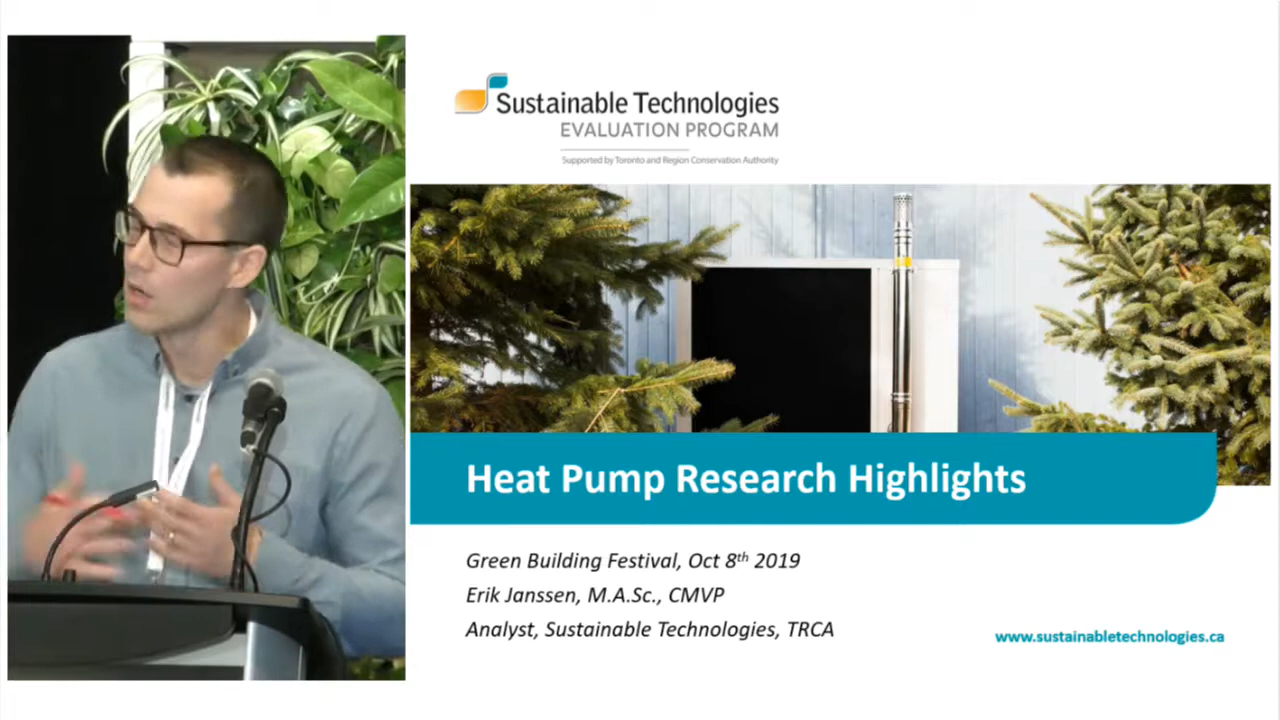 Sustainable Technologies
EVALUATION PROGRAM
Supported by Toronto and Region Conservation Authority
Heat Pump Research Highlights
Green Building Festival, Oct 8th 2019
Erik Janssen, M.A.Sc., CMVP
Analyst, Sustainable Technologies, TRCA
www.sustainabletechnologies.ca